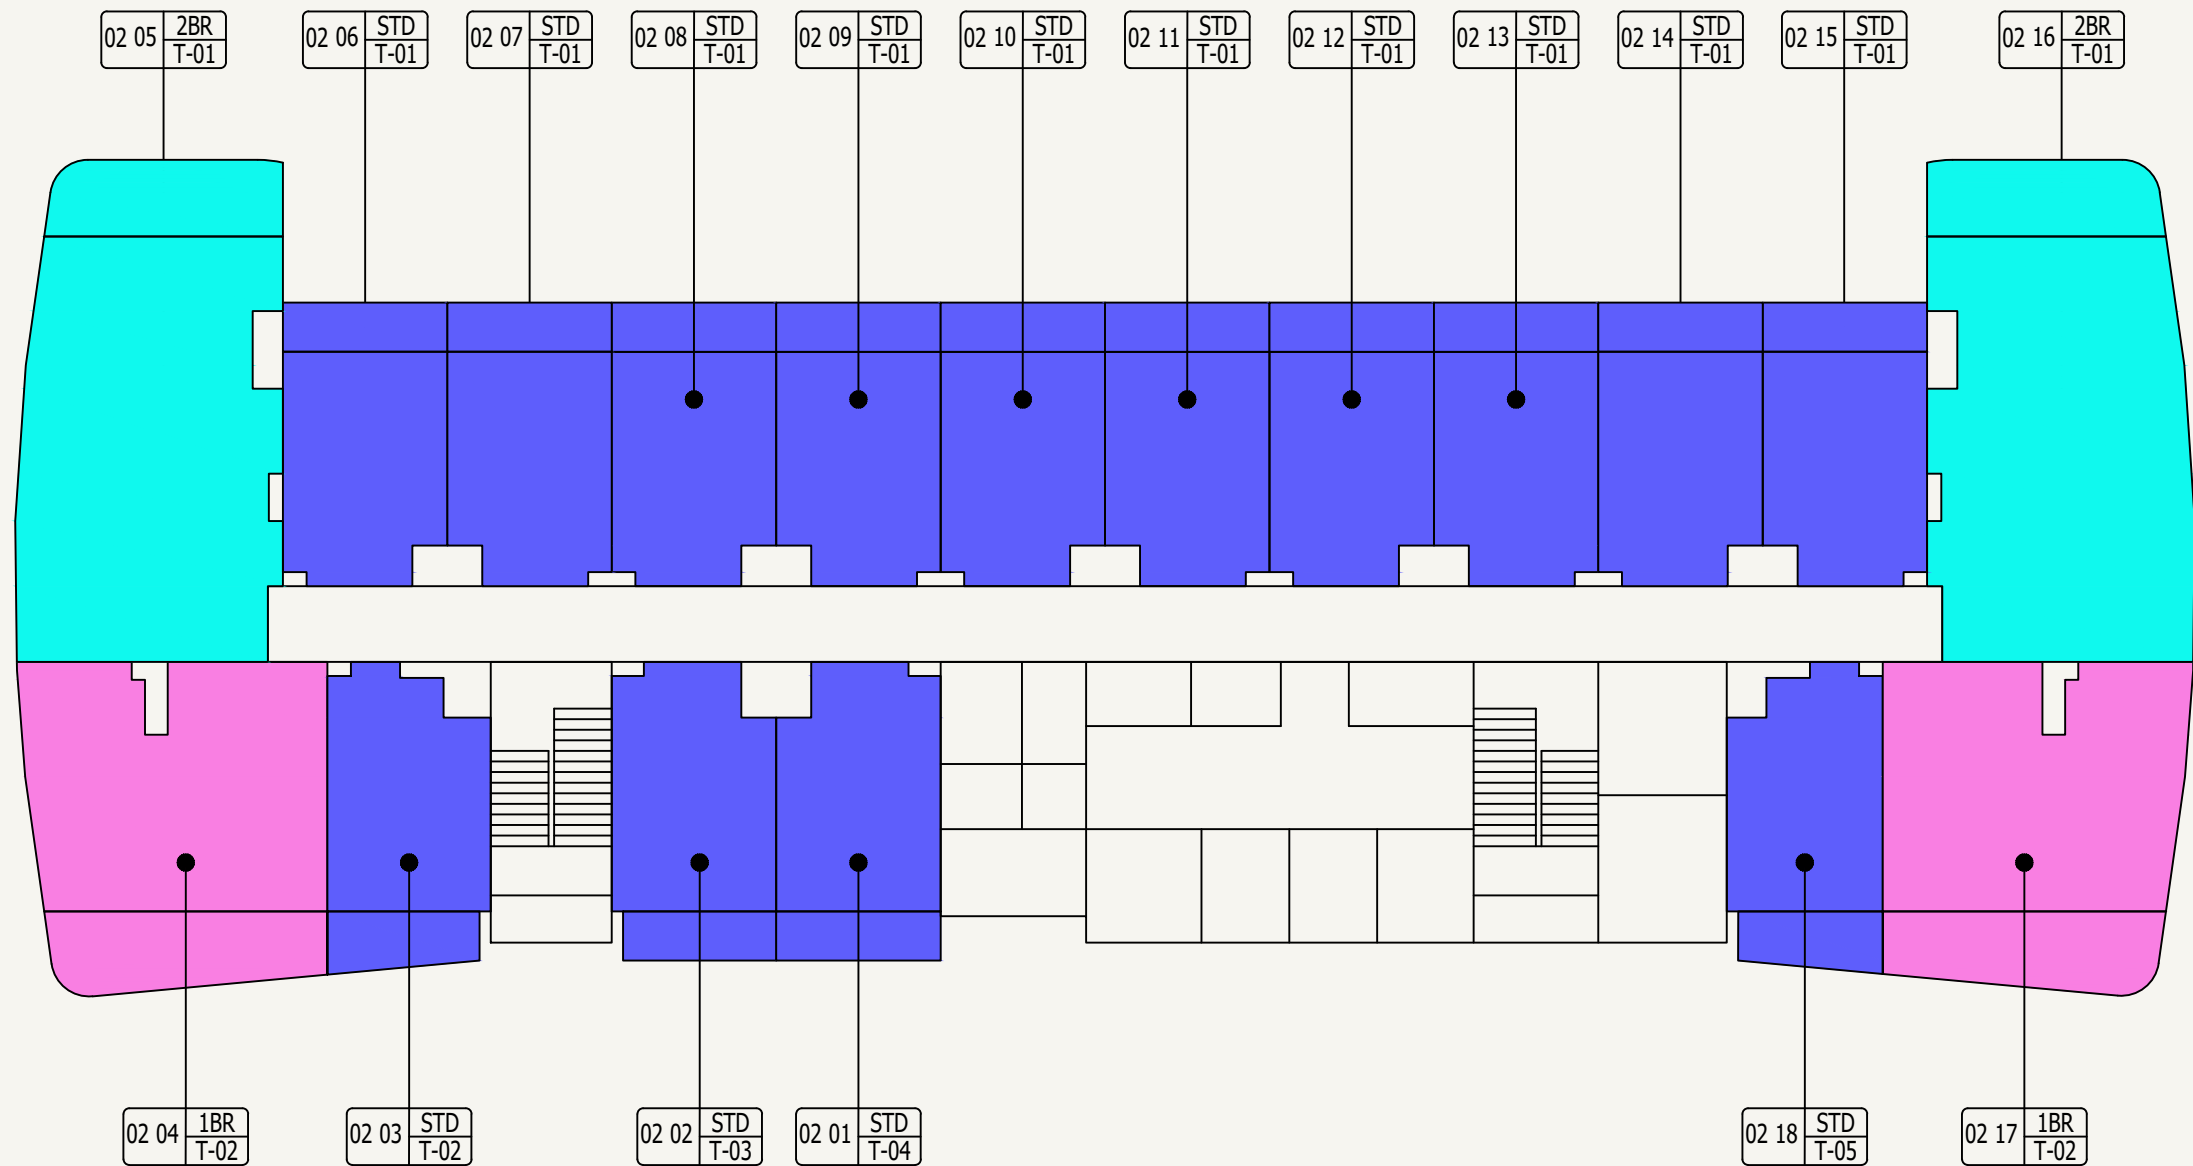 02 05 2BR T-01
02 06 STD T-01
02 07 STD T-01
02 08 STD T-01
02 09 STD T-01
02 10 STD T-01
02 11 STD T-01
02 12 STD T-01
02 13 STD T-01
02 14 STD T-01
02 15 STD T-01
02 16 2BR T-01
02 04 1BR T-02
02 03 STD T-02
02 02 STD T-03
02 01 STD T-04
02 18 STD T-05
02 17 1BR T-02